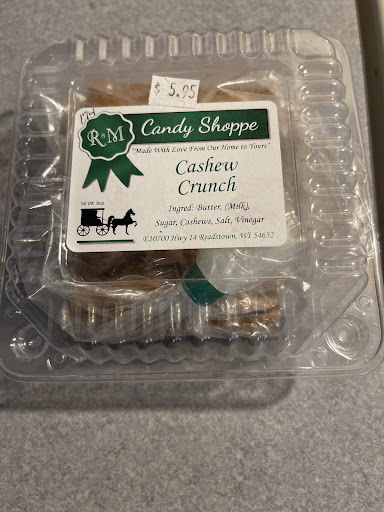 $ 5.95
R&M
Candy Shoppe
"Made With Love From Our Home to Yours"
Cashew
Crunch
Ingred: Butter, (Milk),
Sugar, Cashews, Salt, Vinegar
E10700 Hwy 14 Readstown, WI 54652